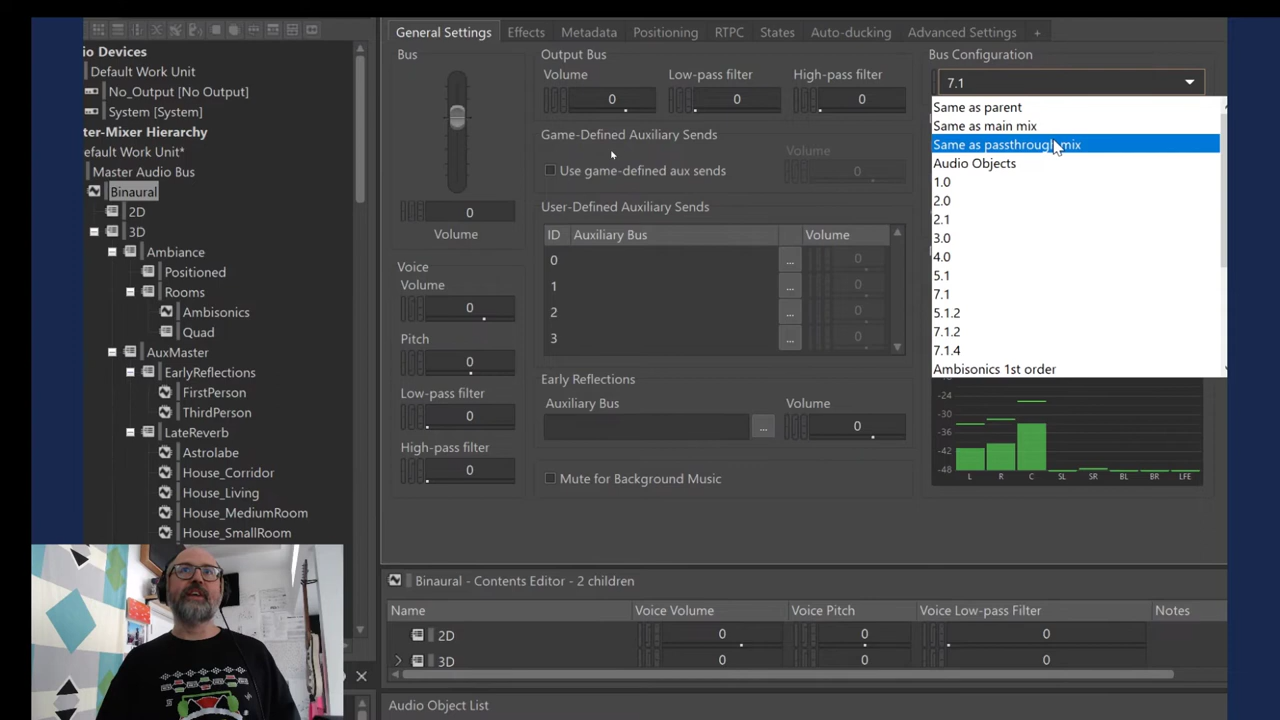 General Settings
Effects
Metadata
Positioning
RTPC
States
Auto-ducking
Advanced Settings
+
io Devices
Default Work Unit
No_Output [No Output]
System [System]
ter-Mixer Hierarchy
efault Work Unit*
Master Audio Bus
Binaural
2D
3D
Ambiance
Positioned
Rooms
Ambisonics
Quad
AuxMaster
EarlyReflections
FirstPerson
ThirdPerson
LateReverb
Astrolabe
House_Corridor
House_Living
House_MediumRoom
House_SmallRoom
Bus
0
Volume
Voice
Volume
0
Pitch
0
Low-pass filter
0
High-pass filter
0
Output Bus
Volume Low-pass filter High-pass filter
0 0 0
Game-Defined Auxiliary Sends
Volume
Use game-defined aux sends 0
User-Defined Auxiliary Sends
ID Auxiliary Bus Volume
0 ... 0
1 ... 0
2 ... 0
3 ... 0
Early Reflections
Auxiliary Bus Volume
... 0
Mute for Background Music
Bus Configuration
7.1
Same as parent
Same as main mix
Same as passthrough mix
Audio Objects
1.0
2.0
2.1
3.0
4.0
5.1
7.1
5.1.2
7.1.2
7.1.4
Ambisonics 1st order
-24
-36
-48
L R C SL SR BL BR LFE
Binaural - Contents Editor - 2 children
Name Voice Volume Voice Pitch Voice Low-pass Filter Notes
2D 0 0 0
3D 0 0 0
Audio Object List